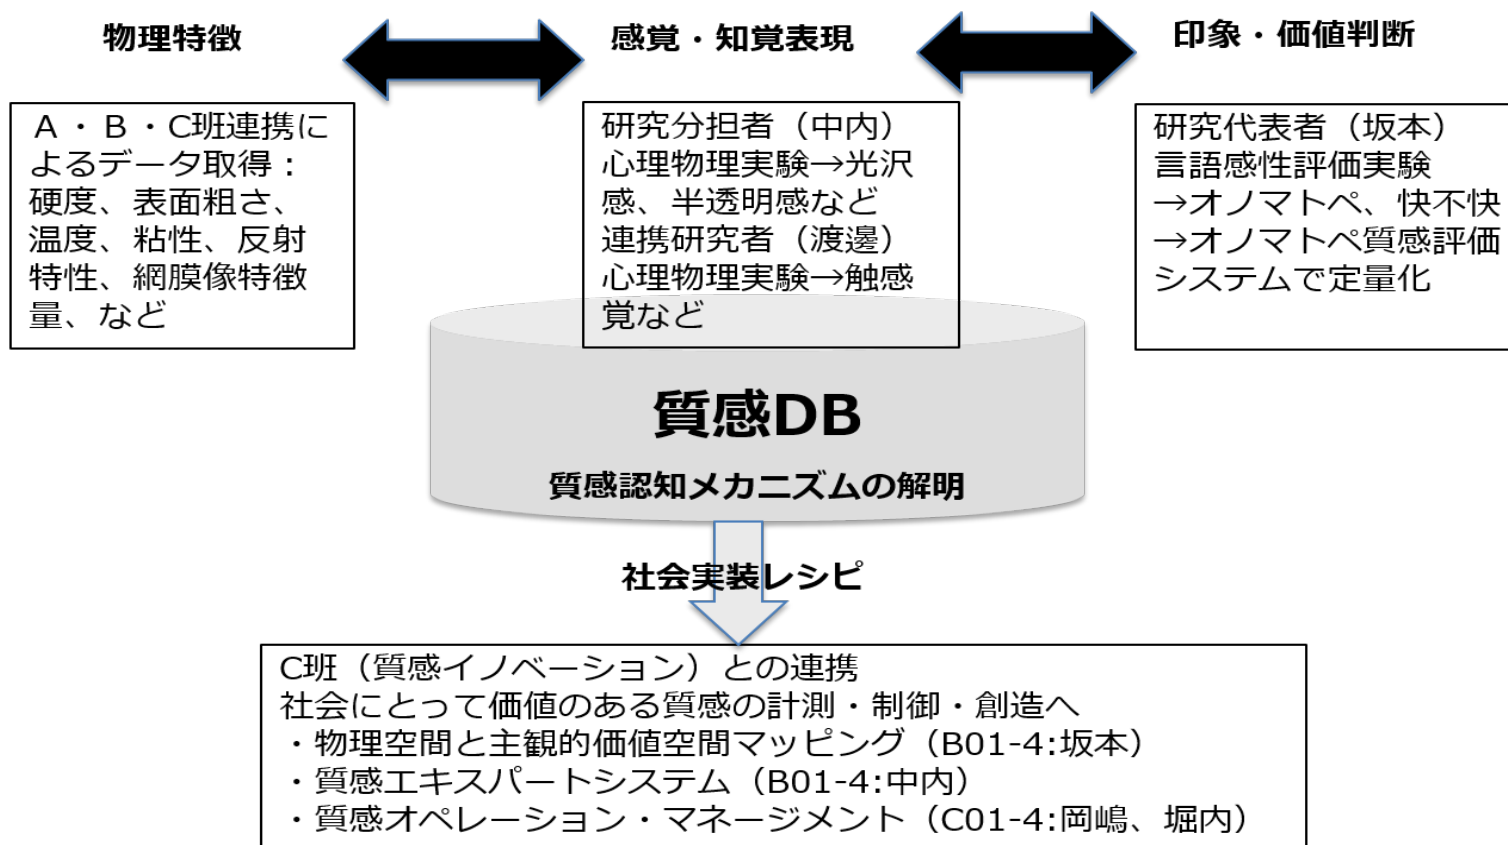 物理特徴
感覚・知覚表現
印象・価値判断
Ａ・Ｂ・C班連携に
よるデータ取得：
硬度、表面粗さ、
温度、粘性、反射
特性、網膜像特徴
量、など
研究分担者（中内）
心理物理実験→光沢
感、半透明感など
連携研究者（渡邊）
心理物理実験→触感
覚など
研究代表者（坂本）
言語感性評価実験
→オノマトペ、快不快
→オノマトペ質感評価
システムで定量化
質感DB
質感認知メカニズムの解明
社会実装レシピ
C班（質感イノベーション）との連携
社会にとって価値のある質感の計測・制御・創造へ
・物理空間と主観的価値空間マッピング（B01-4:坂本）
・質感エキスパートシステム（B01-4:中内）
・質感オペレーション・マネージメント（C01-4:岡嶋、堀内）